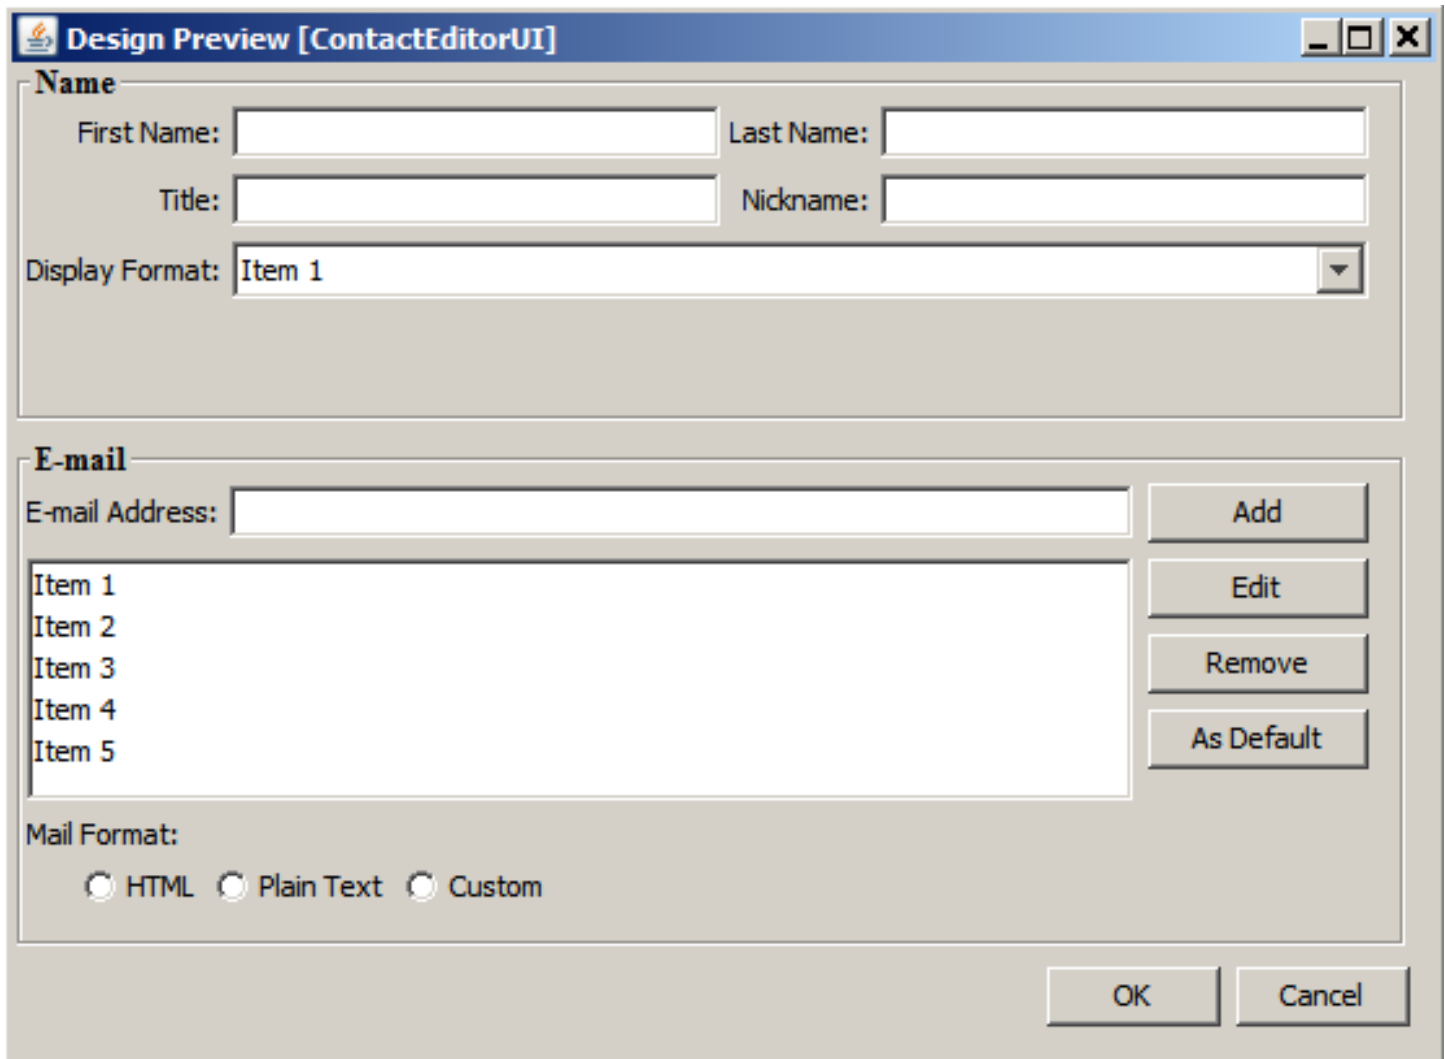 Design Preview [ContactEditorUI]
Name
First Name: Last Name:
Title: Nickname:
Display Format: Item 1
E-mail
E-mail Address: Add
Item 1 Edit
Item 2
Item 3 Remove
Item 4
Item 5 As Default
Mail Format:
HTML Plain Text Custom
OK Cancel